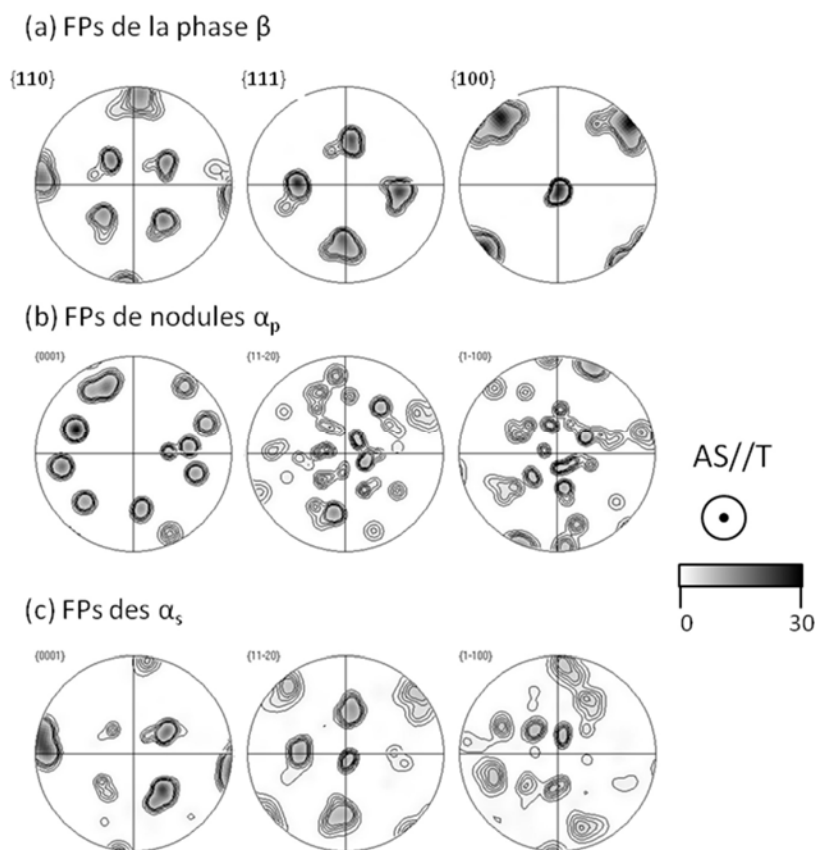 (a) FPs de la phase β
{110} {111} {100}
(b) FPs de nodules αp
{0001} {11-20} {1-100}
AS//T
0 30
(c) FPs des αs
{0001} {11-20} {1-100}